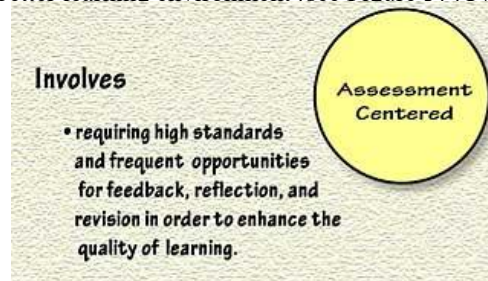 Involves
Assessment
Centered
• requiring high standards
and frequent opportunities
for feedback, reflection, and
revision in order to enhance the
quality of learning.